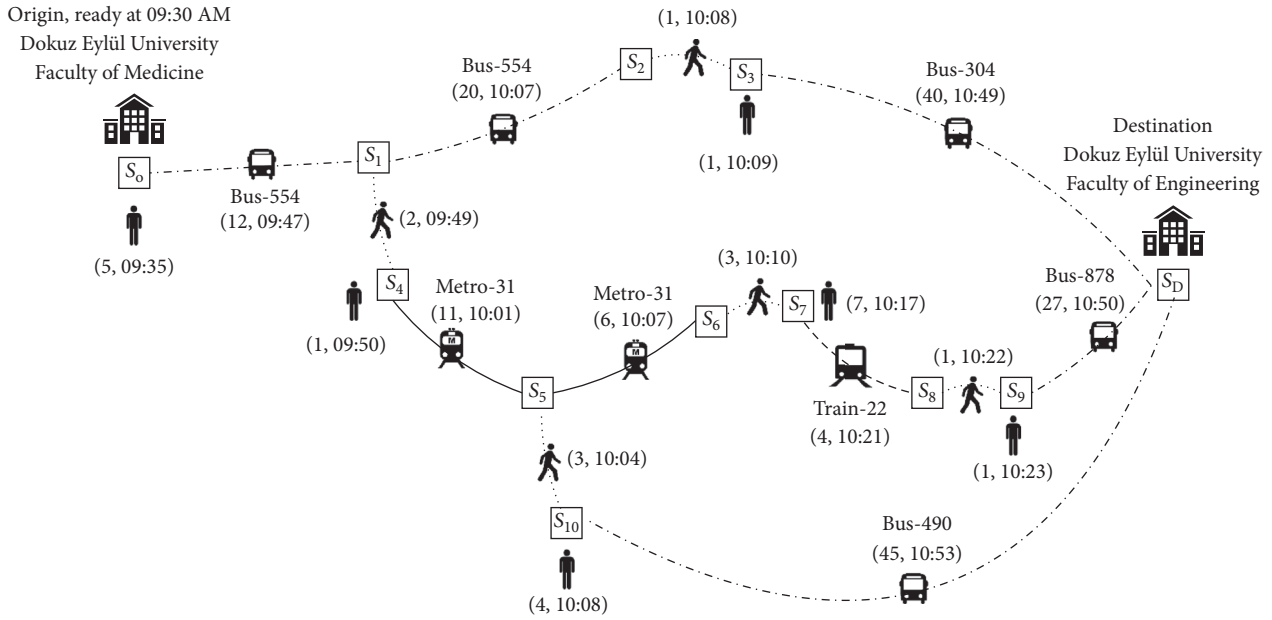 Origin, ready at 09:30 AM
Dokuz Eylül University
Faculty of Medicine
So
(5, 09:35)
Bus-554
(12, 09:47)
S1
Bus-554
(20, 10:07)
S2
(1, 10:08)
S3
(1, 10:09)
Bus-304
(40, 10:49)
Destination
Dokuz Eylül University
Faculty of Engineering
SD
(2, 09:49)
S4
(1, 09:50)
Metro-31
(11, 10:01)
M
S5
Metro-31
(6, 10:07)
M
S6
(3, 10:10)
S7
(7, 10:17)
Train-22
(4, 10:21)
S8
(1, 10:22)
S9
(1, 10:23)
Bus-878
(27, 10:50)
(3, 10:04)
S10
(4, 10:08)
Bus-490
(45, 10:53)